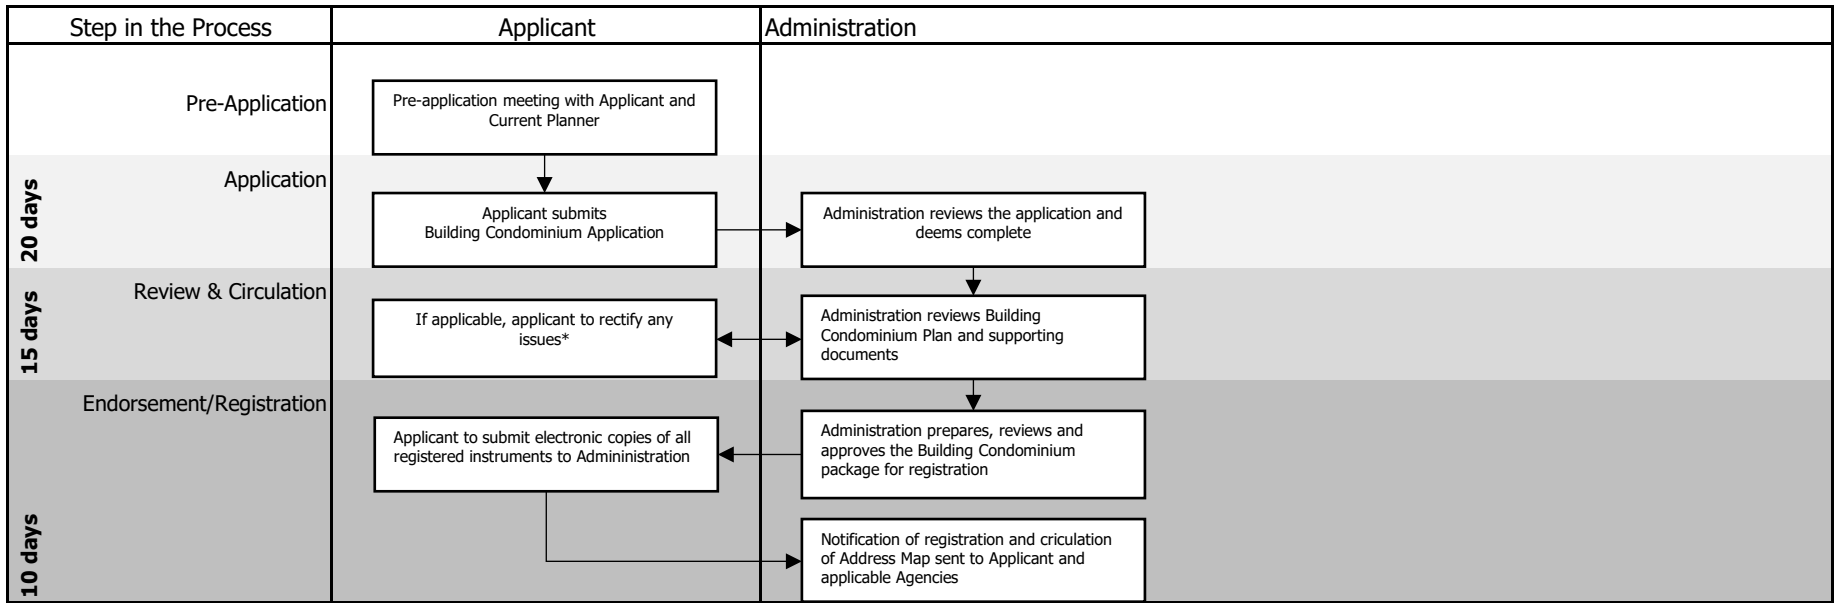 Step in the Process
Applicant
Administration
Pre-Application
Pre-application meeting with Applicant and
Current Planner
20 days
Application
Applicant submits
Building Condominium Application
Administration reviews the application and
deems complete
15 days
Review & Circulation
If applicable, applicant to rectify any
issues*
Administration reviews Building
Condominium Plan and supporting
documents
10 days
Endorsement/Registration
Applicant to submit electronic copies of all
registered instruments to Admininistration
Administration prepares, reviews and
approves the Building Condominium
package for registration
Notification of registration and criculation
of Address Map sent to Applicant and
applicable Agencies